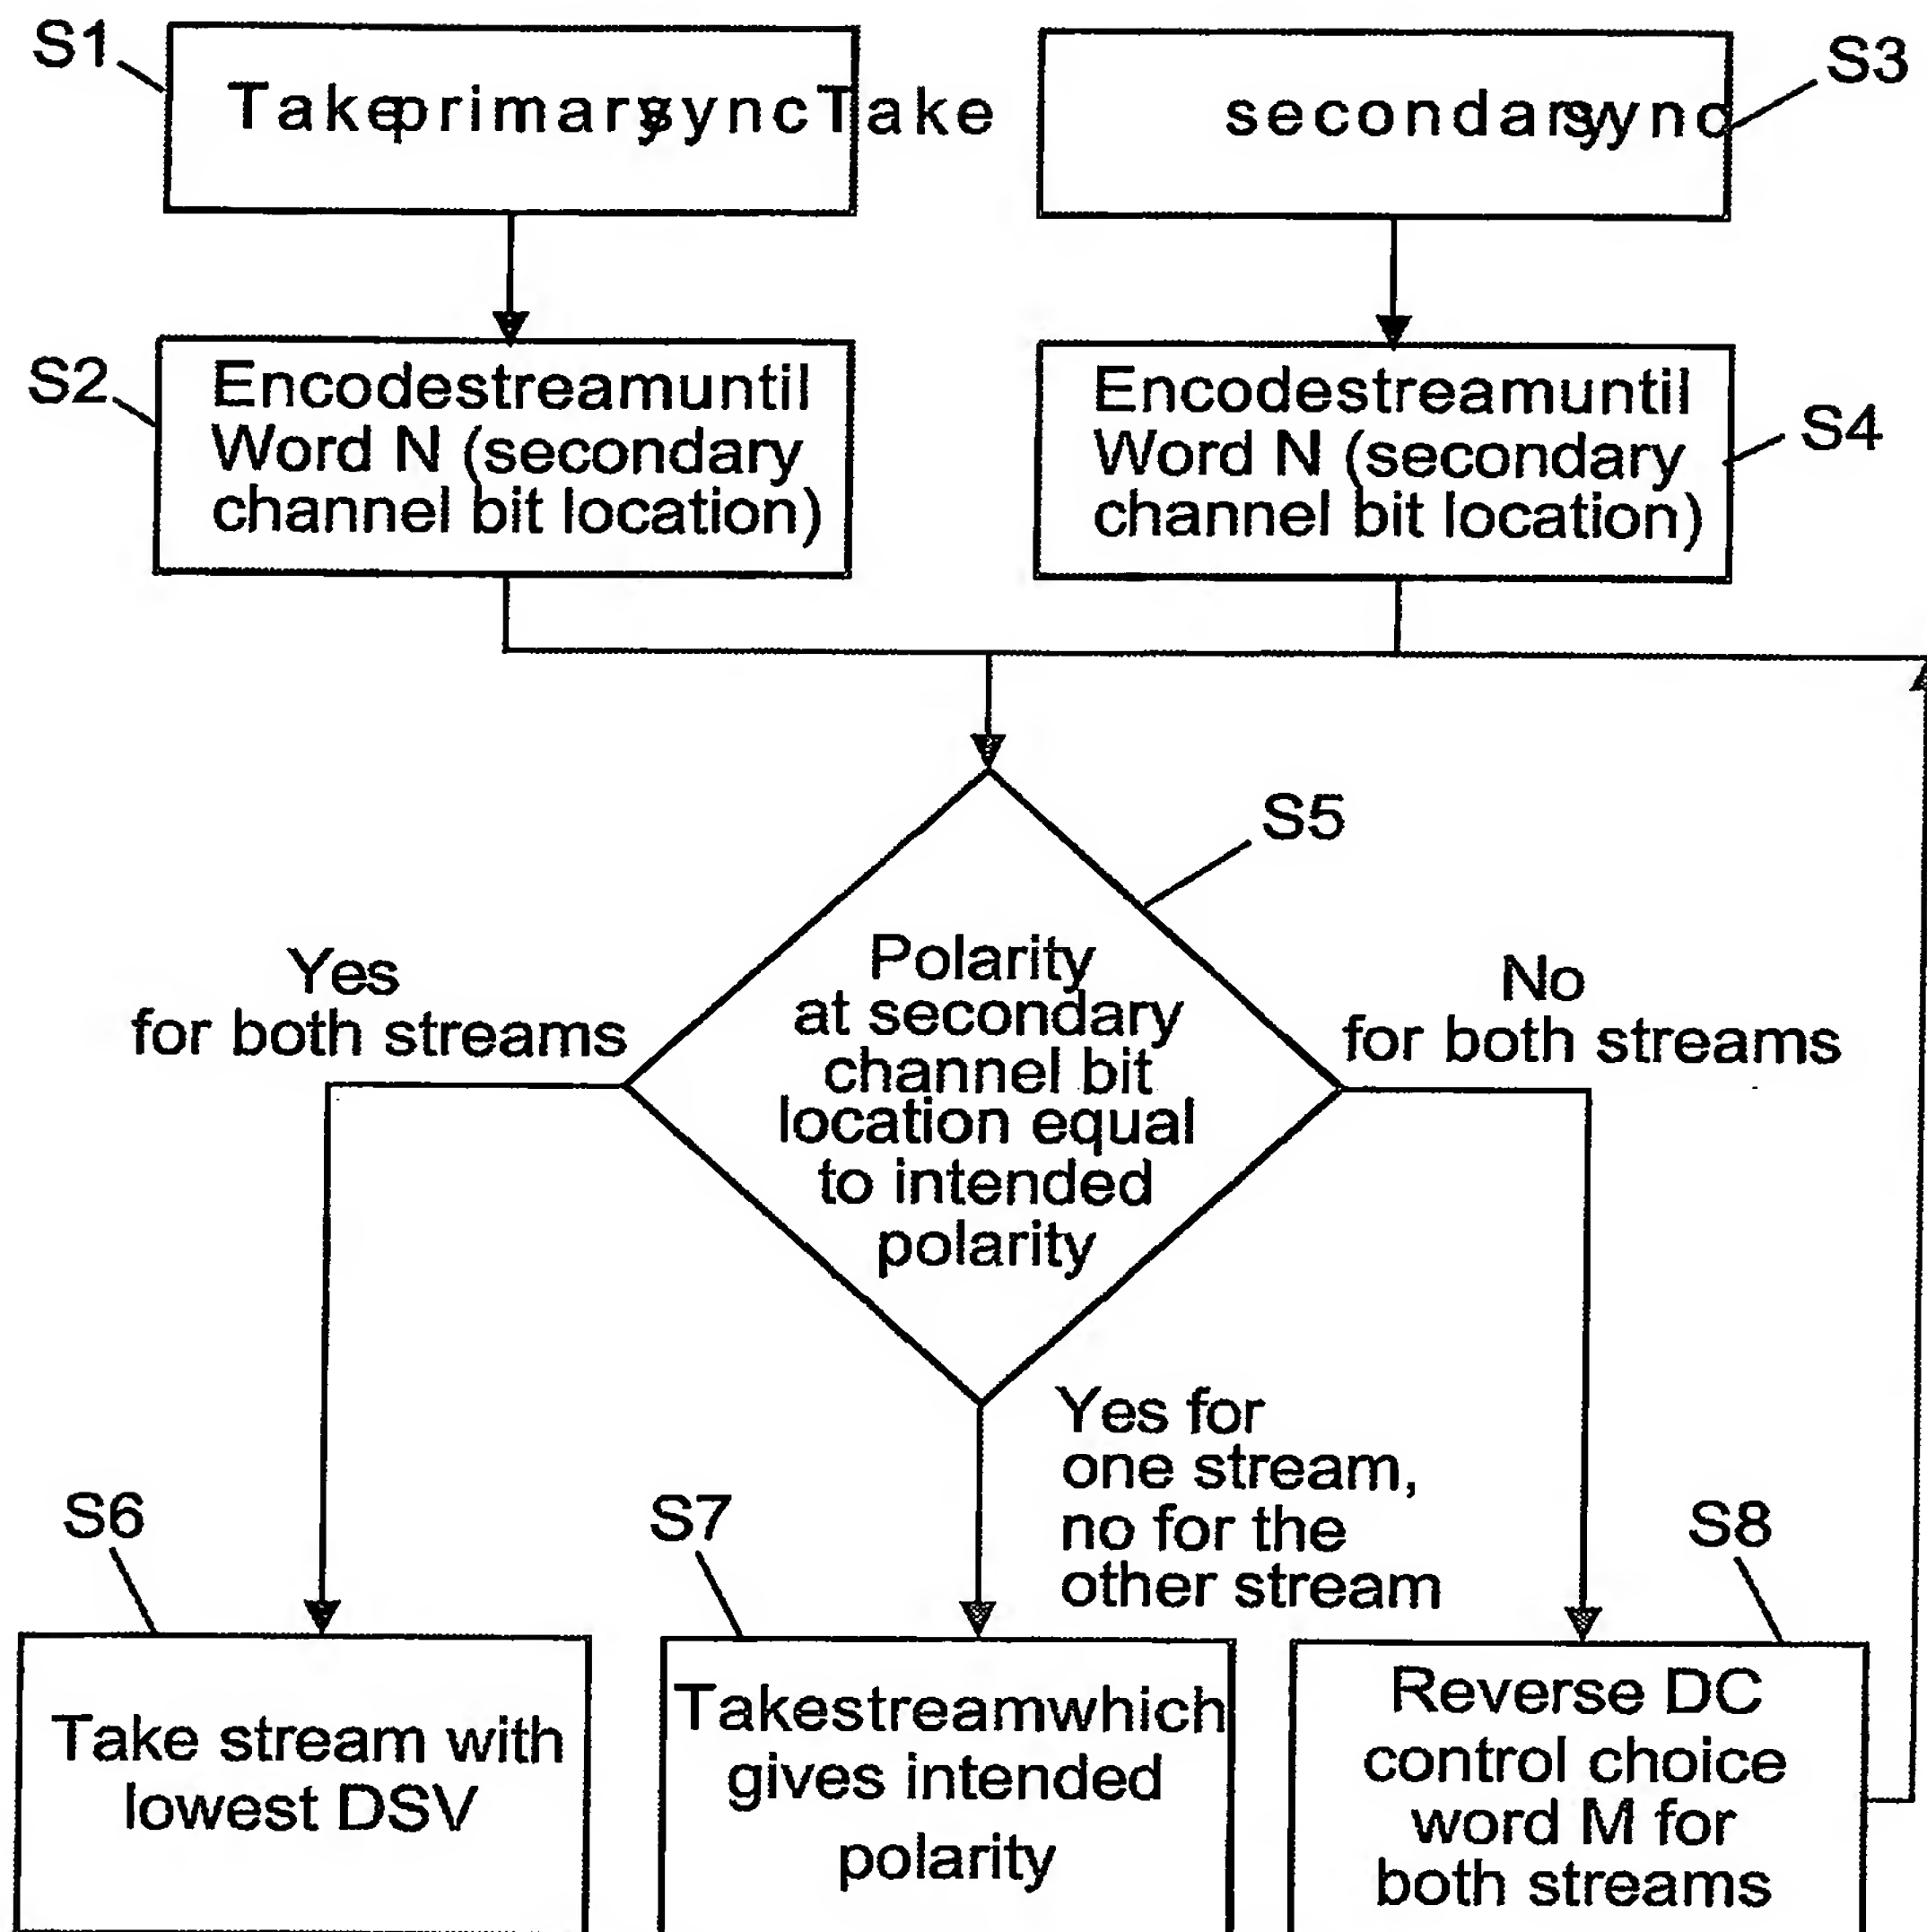 S1
TakeprimarysyncTake
secondarysync
S3
S2
Encodestreamuntil
Word N (secondary
channel bit location)
Encodestreamuntil
Word N (secondary
channel bit location)
S4
S5
Polarity
at secondary
channel bit
location equal
to intended
polarity
Yes
for both streams
No
for both streams
Yes for
one stream,
no for the
other stream
S6
S7
S8
Take stream with
lowest DSV
Takestreamwhich
gives intended
polarity
Reverse DC
control choice
word M for
both streams